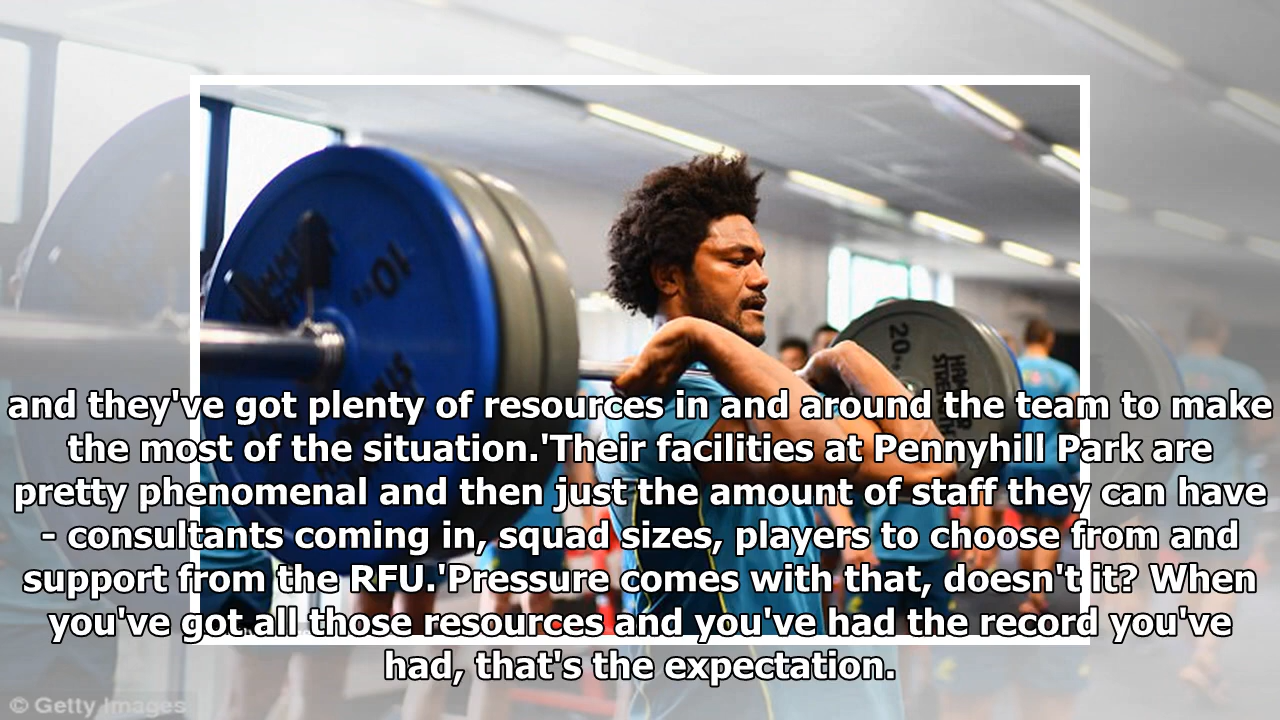 10
20
and they've got plenty of resources in and around the team to make
the most of the situation.'Their facilities at Pennyhill Park are
pretty phenomenal and then just the amount of staff they can have
- consultants coming in, squad sizes, players to choose from and
support from the RFU.'Pressure comes with that, doesn't it? When
you've got all those resources and you've had the record you've
had, that's the expectation.
© Getty Images